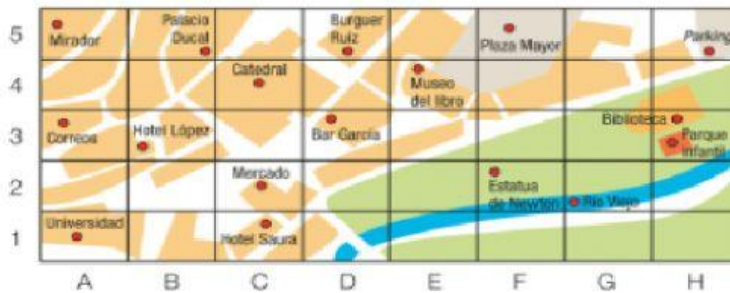 5
Mirador
Palacio
Ducal
Burguer
Ruiz
Plaza Mayor
Parking
4
Catedral
Museo
del libro
3
Correos
Hotel López
Bar García
Biblioteca
Parque
infantil
2
Mercado
Estatua
de Newton
Río Viejo
1
Universidad
Hotel Saura
A B C D E F G H